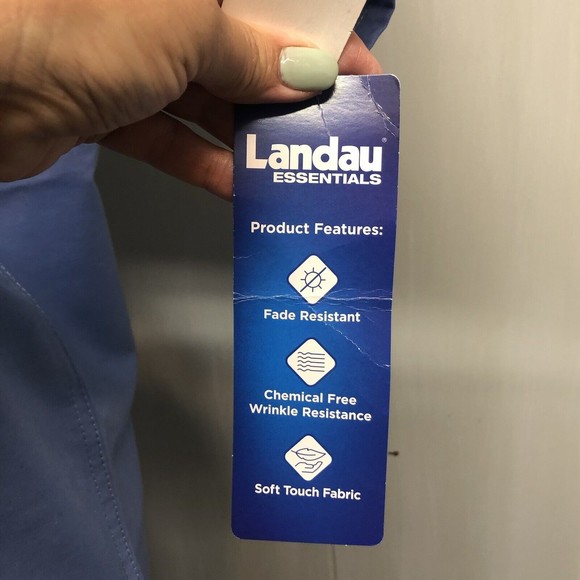 Landau®
ESSENTIALS
Product Features:
Fade Resistant
Chemical Free
Wrinkle Resistance
Soft Touch Fabric